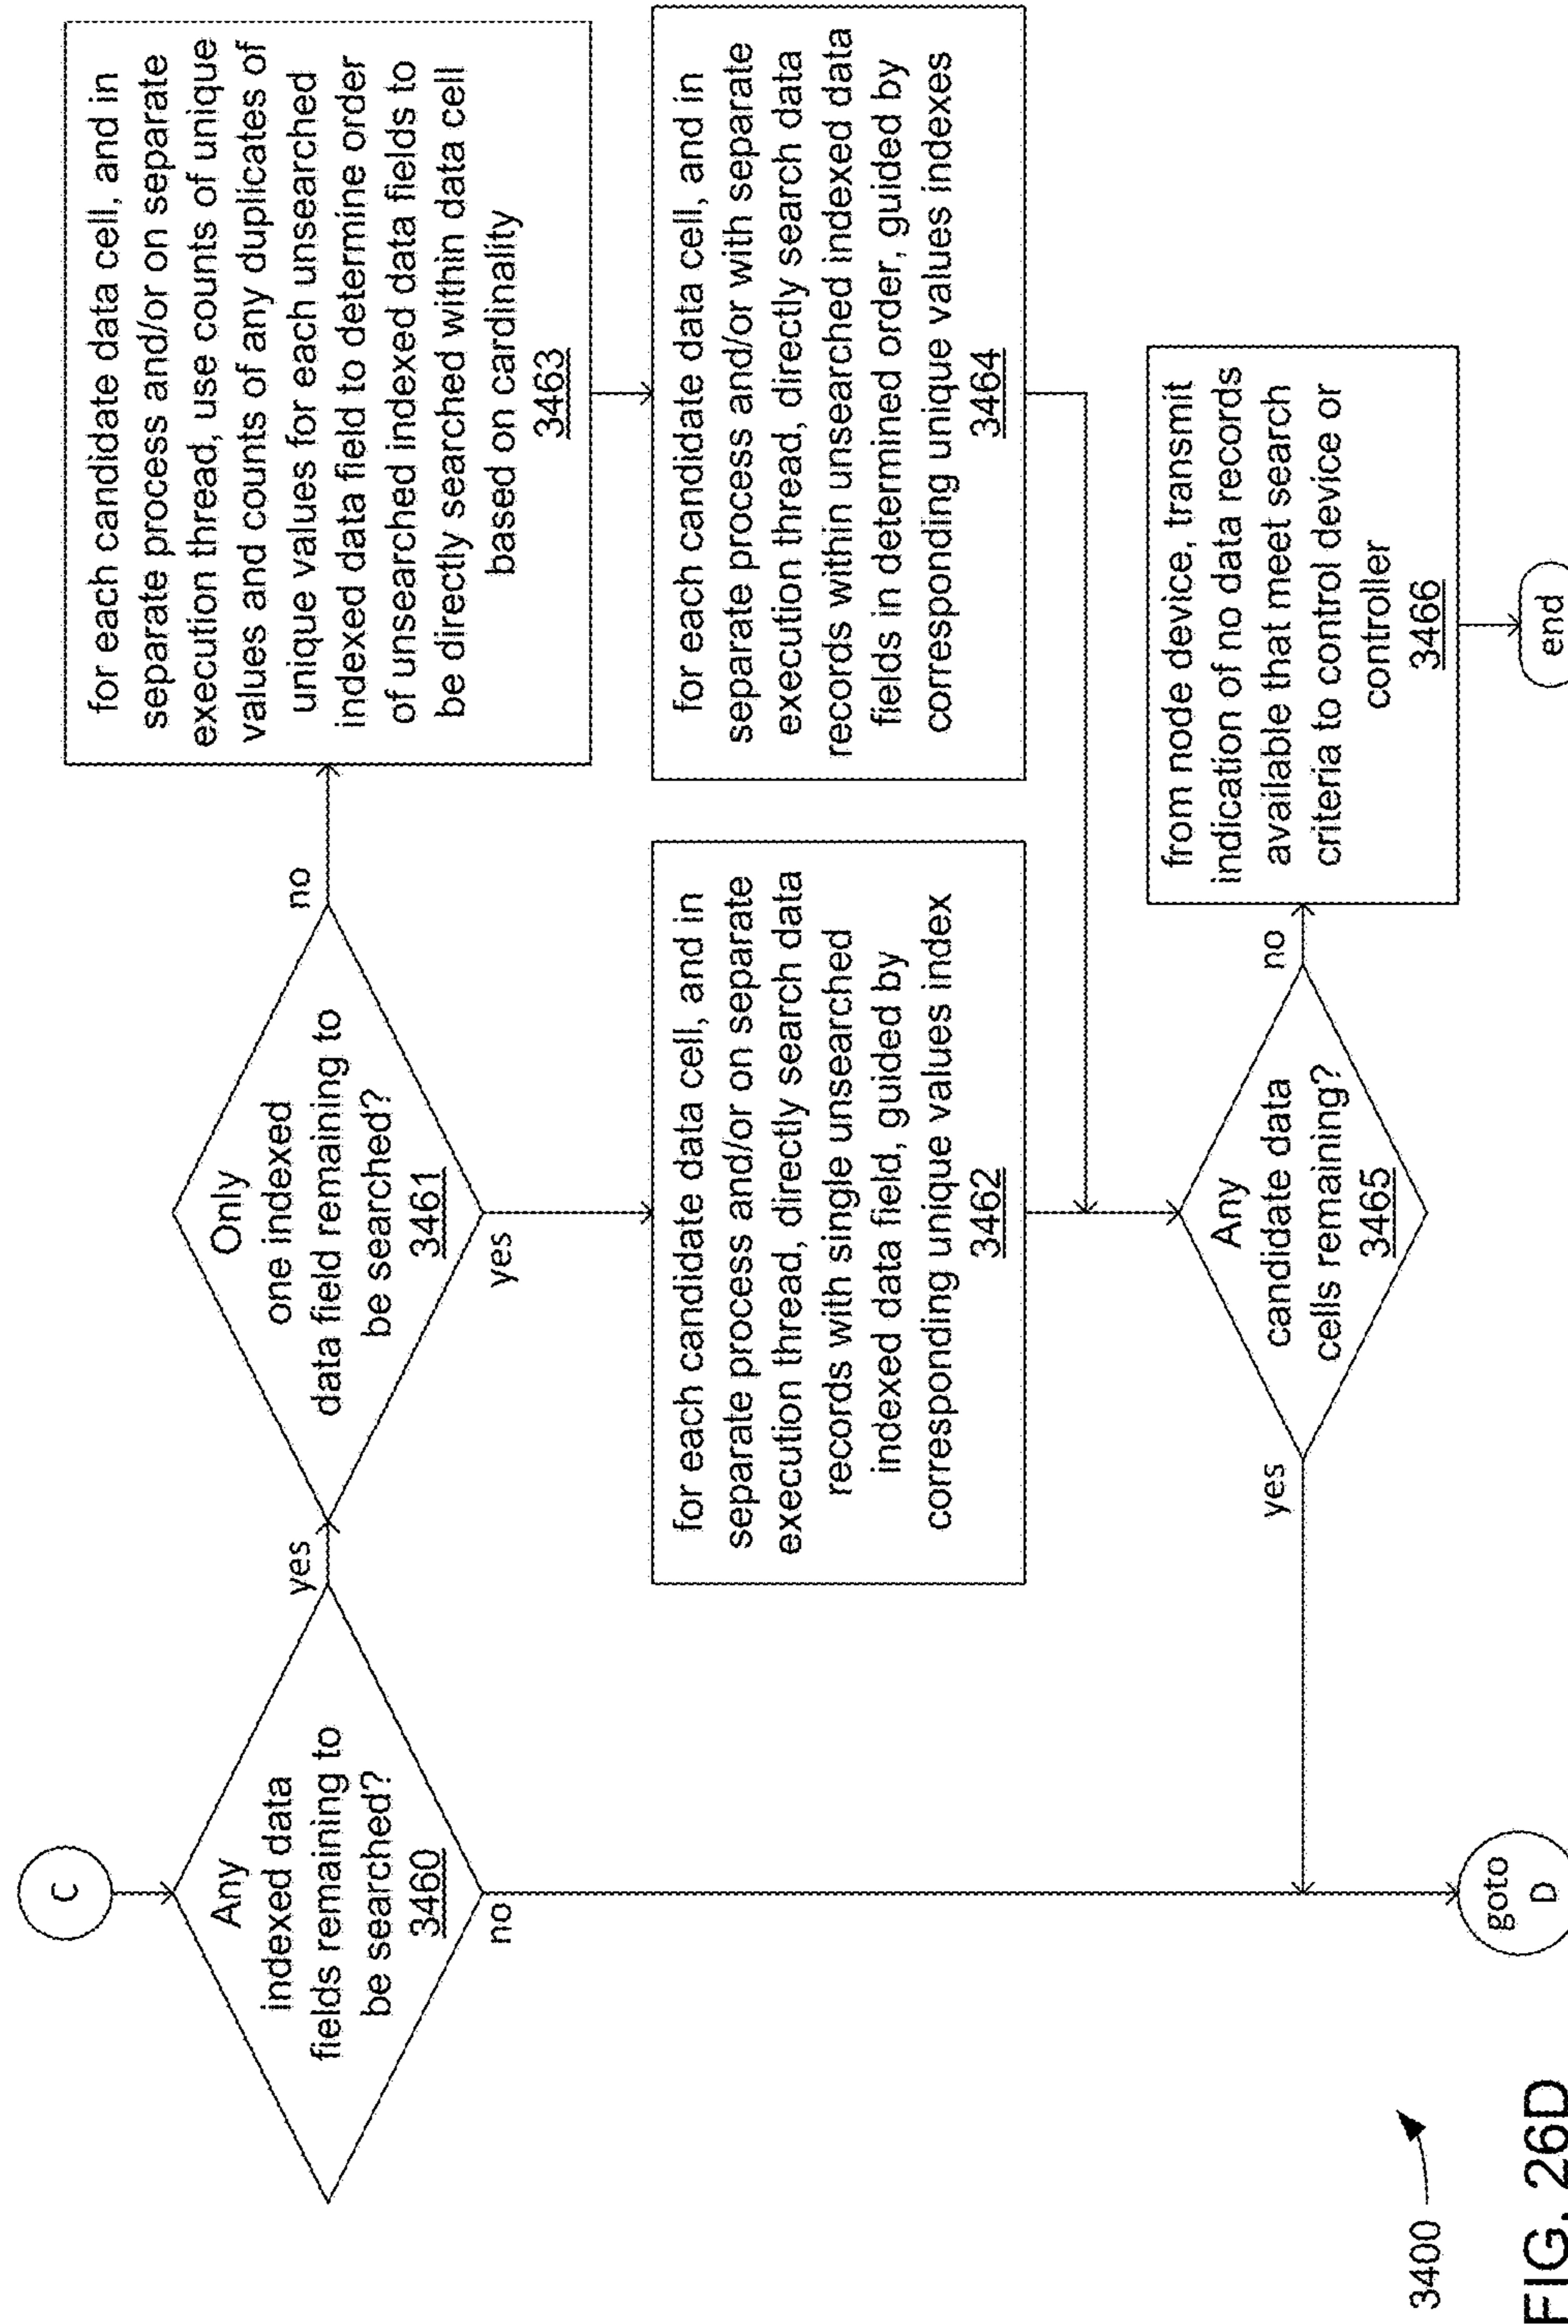 C
Any
indexed data
fields remaining to
be searched?
3460
yes
no
Only
one indexed
data field remaining to
be searched?
3461
no
yes
for each candidate data cell, and in
separate process and/or on separate
execution thread, use counts of unique
values and counts of any duplicates of
unique values for each unsearched
indexed data field to determine order
of unsearched indexed data fields to
be directly searched within data cell
based on cardinality
3463
for each candidate data cell, and in
separate process and/or on separate
execution thread, directly search data
records with single unsearched
indexed data field, guided by
corresponding unique values index
3462
for each candidate data cell, and in
separate process and/or with separate
execution thread, directly search data
records within unsearched indexed data
fields in determined order, guided by
corresponding unique values indexes
3464
Any
candidate data
cells remaining?
3465
yes
no
from node device, transmit
indication of no data records
available that meet search
criteria to control device or
controller
3466
end
goto
D
3400
FIG. 26D